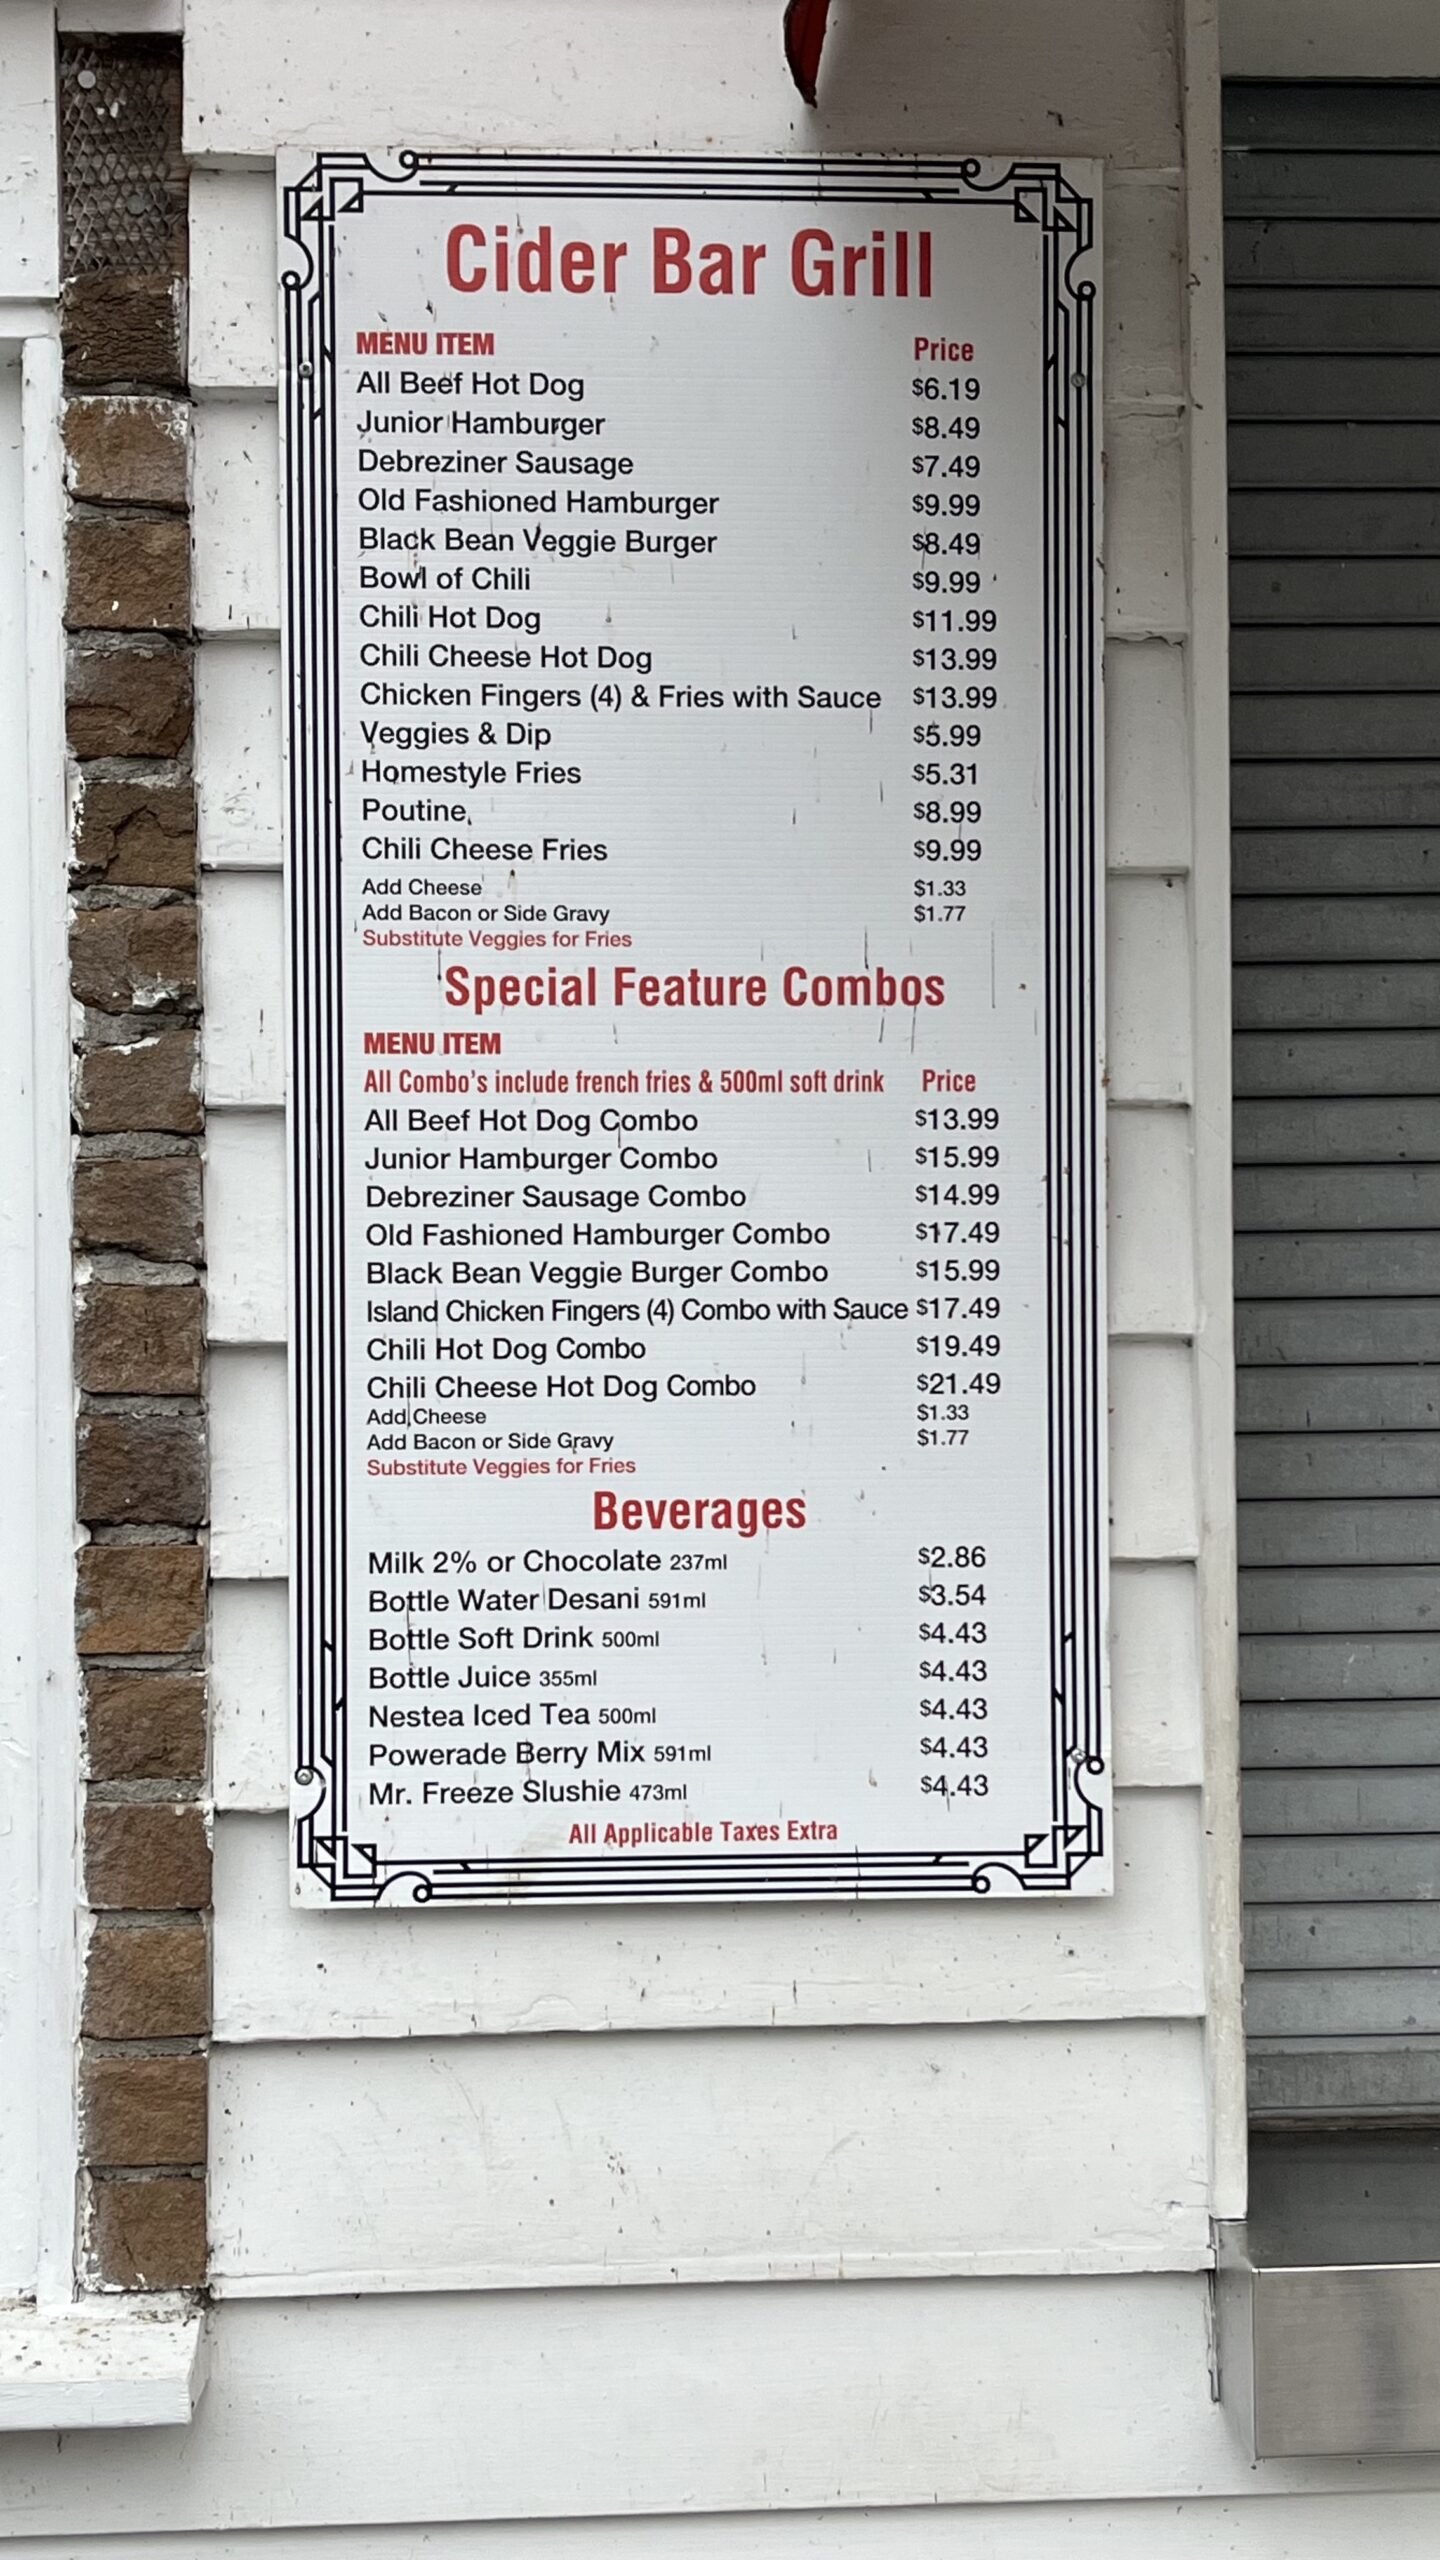 Cider Bar Grill
MENU ITEM Price
All Beef Hot Dog $6.19
Junior Hamburger $8.49
Debreziner Sausage $7.49
Old Fashioned Hamburger $9.99
Black Bean Veggie Burger $8.49
Bowl of Chili $9.99
Chili Hot Dog $11.99
Chili Cheese Hot Dog $13.99
Chicken Fingers (4) & Fries with Sauce $13.99
Veggies & Dip $5.99
Homestyle Fries $5.31
Poutine $8.99
Chili Cheese Fries $9.99
Add Cheese $1.33
Add Bacon or Side Gravy $1.77
Substitute Veggies for Fries
Special Feature Combos
MENU ITEM
All Combo's include french fries & 500ml soft drink Price
All Beef Hot Dog Combo $13.99
Junior Hamburger Combo $15.99
Debreziner Sausage Combo $14.99
Old Fashioned Hamburger Combo $17.49
Black Bean Veggie Burger Combo $15.99
Island Chicken Fingers (4) Combo with Sauce $17.49
Chili Hot Dog Combo $19.49
Chili Cheese Hot Dog Combo $21.49
Add Cheese $1.33
Add Bacon or Side Gravy $1.77
Substitute Veggies for Fries
Beverages
Milk 2% or Chocolate 237ml $2.86
Bottle Water Desani 591ml $3.54
Bottle Soft Drink 500ml $4.43
Bottle Juice 355ml $4.43
Nestea Iced Tea 500ml $4.43
Powerade Berry Mix 591ml $4.43
Mr. Freeze Slushie 473ml $4.43
All Applicable Taxes Extra